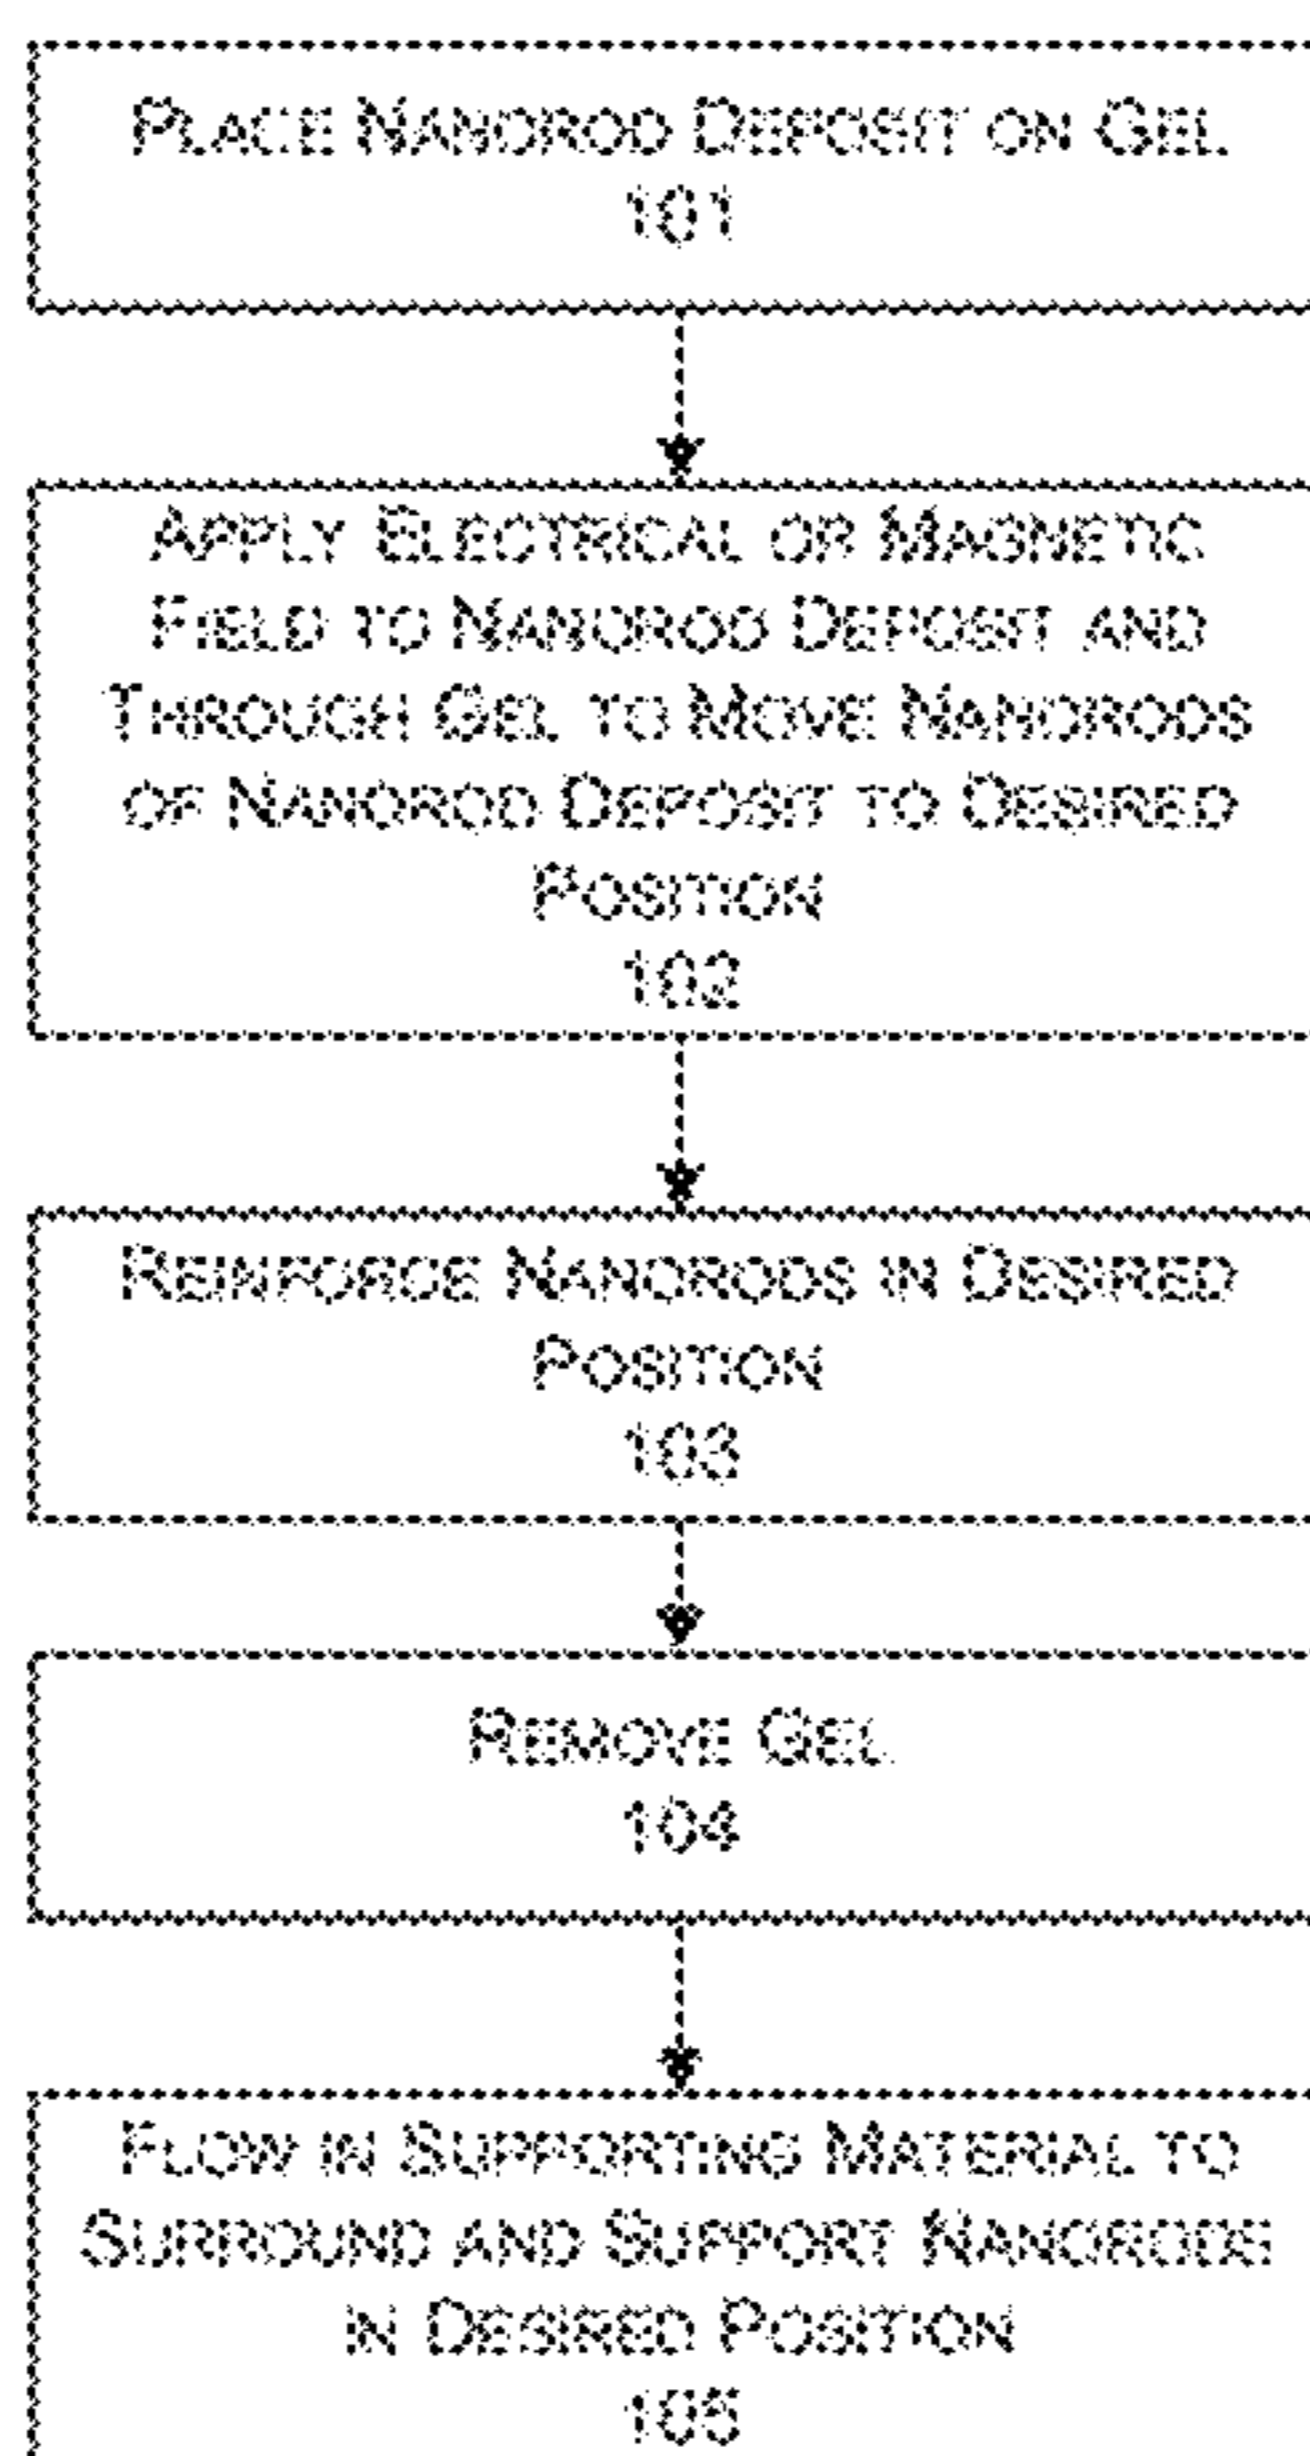 PLACE NANOROD DEPOSIT ON GEL
101
APPLY ELECTRICAL OR MAGNETIC
FIELD TO NANOROD DEPOSIT AND
THROUGH GEL TO MOVE NANORODS
OF NANOROD DEPOSIT TO DESIRED
POSITION
102
REINFORCE NANORODS IN DESIRED
POSITION
103
REMOVE GEL
104
FLOW IN SUPPORTING MATERIAL TO
SURROUND AND SUPPORT NANORODS
IN DESIRED POSITION
105